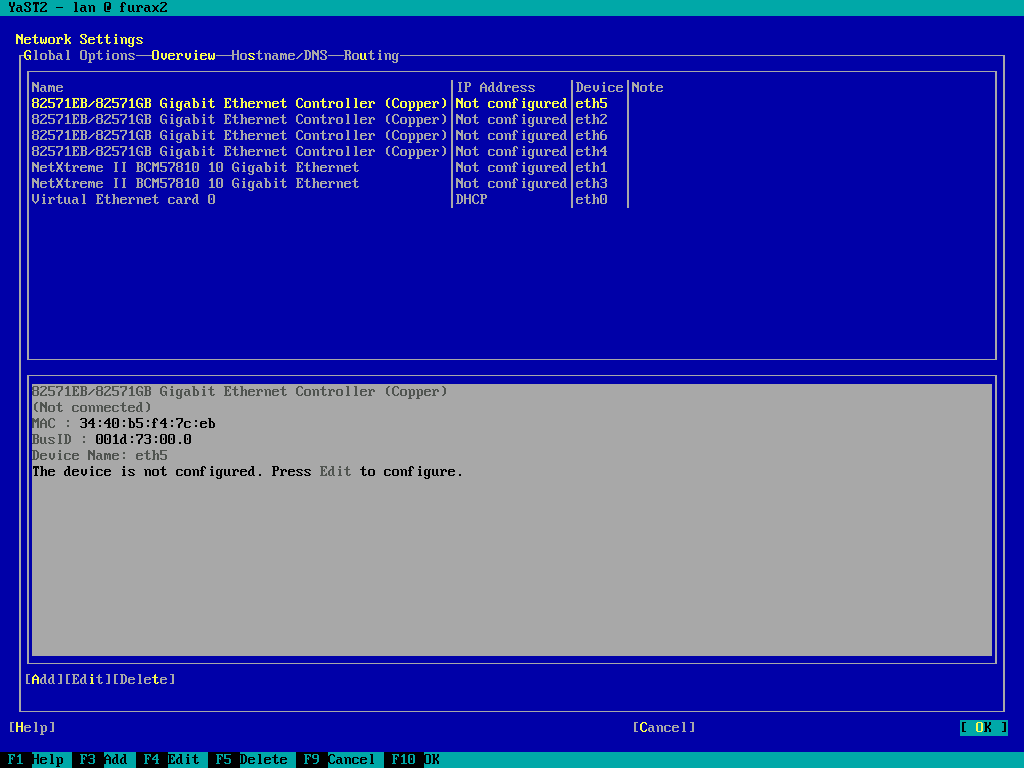 YaST2 - lan @ furax2
Network Settings
Global Options Overview Hostname/DNS Routing
Name IP Address Device Note
82571EB/82571GB Gigabit Ethernet Controller (Copper) Not configured eth5
82571EB/82571GB Gigabit Ethernet Controller (Copper) Not configured eth2
82571EB/82571GB Gigabit Ethernet Controller (Copper) Not configured eth6
82571EB/82571GB Gigabit Ethernet Controller (Copper) Not configured eth4
NetXtreme II BCM57810 10 Gigabit Ethernet Not configured eth1
NetXtreme II BCM57810 10 Gigabit Ethernet Not configured eth3
Virtual Ethernet card 0 DHCP eth0
82571EB/82571GB Gigabit Ethernet Controller (Copper)
(Not connected)
MAC : 34:40:b5:f4:7c:eb
BusID : 001d:73:00.0
Device Name: eth5
The device is not configured. Press Edit to configure.
[Add][Edit][Delete]
[Help] [Cancel] [ OK ]
F1 Help F3 Add F4 Edit F5 Delete F9 Cancel F10 OK